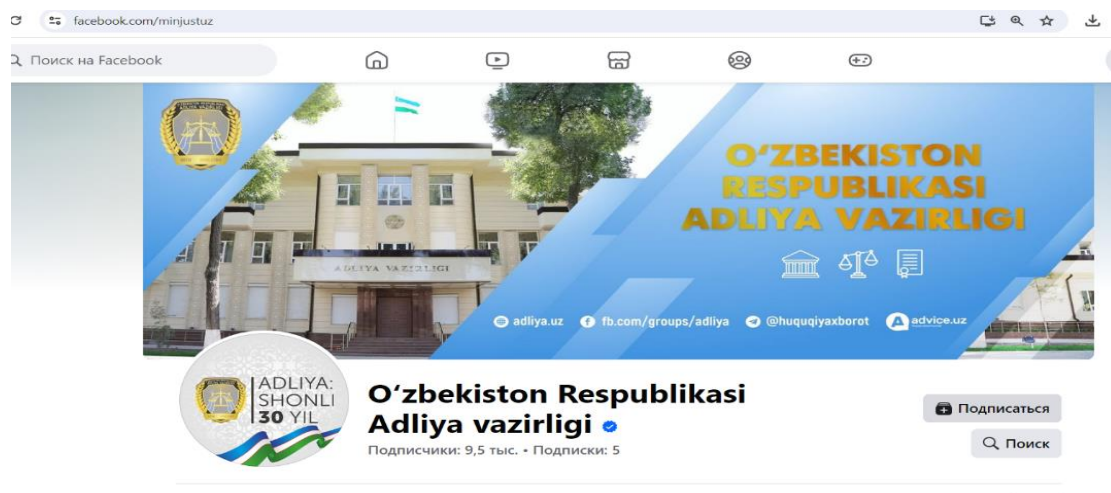 facebook.com/minjustuz
Поиск на Facebook
O‘ZBEKISTON
RESPUBLIKASI
ADLIYA VAZIRLIGI
ADLIYA VAZIRLIGI
adliya.uz fb.com/groups/adliya @huquqiyaxborot advice.uz
ADLIYA:
SHONLI
30 YIL
O‘zbekiston Respublikasi
Adliya vazirligi
Подписчики: 9,5 тыс. • Подписки: 5
Подписаться
Поиск